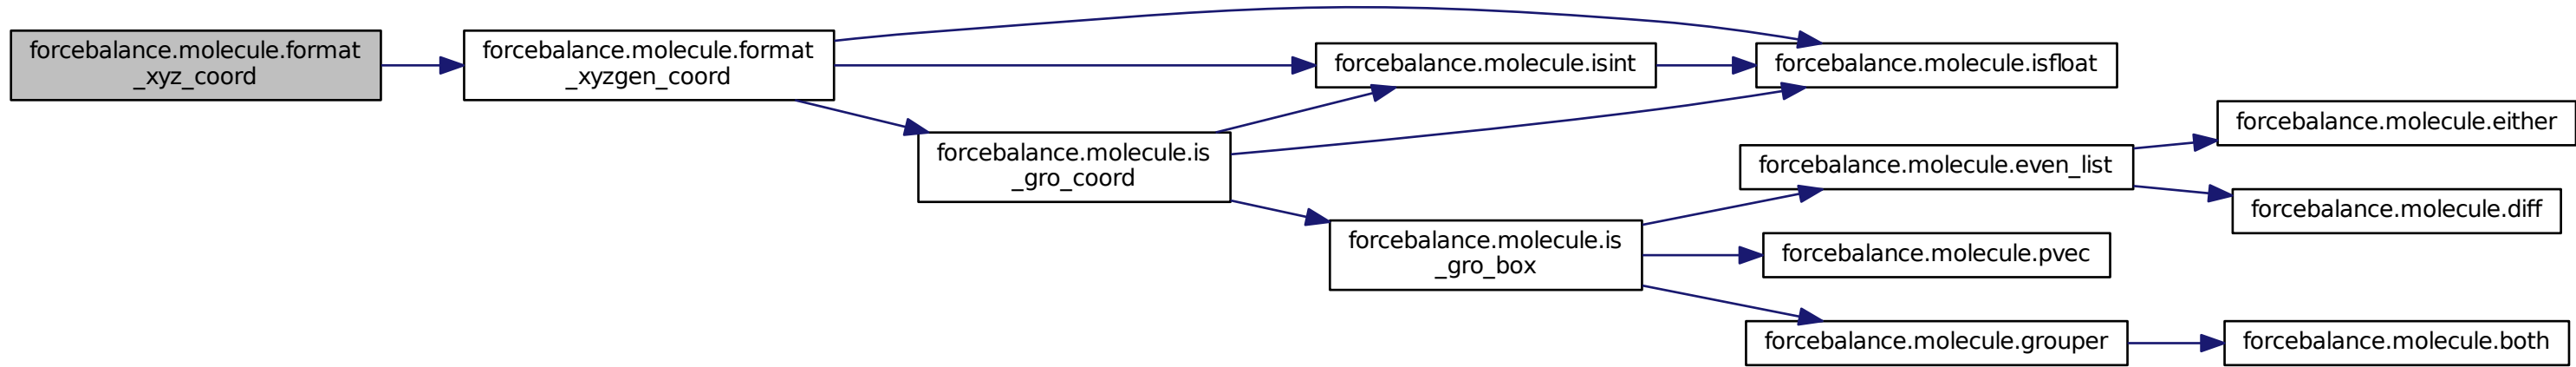 forcebalance.molecule.format
_xyz_coord
forcebalance.molecule.format
_xyzgen_coord
forcebalance.molecule.isint
forcebalance.molecule.isfloat
forcebalance.molecule.is
_gro_coord
forcebalance.molecule.is
_gro_box
forcebalance.molecule.even_list
forcebalance.molecule.either
forcebalance.molecule.diff
forcebalance.molecule.pvec
forcebalance.molecule.grouper
forcebalance.molecule.both